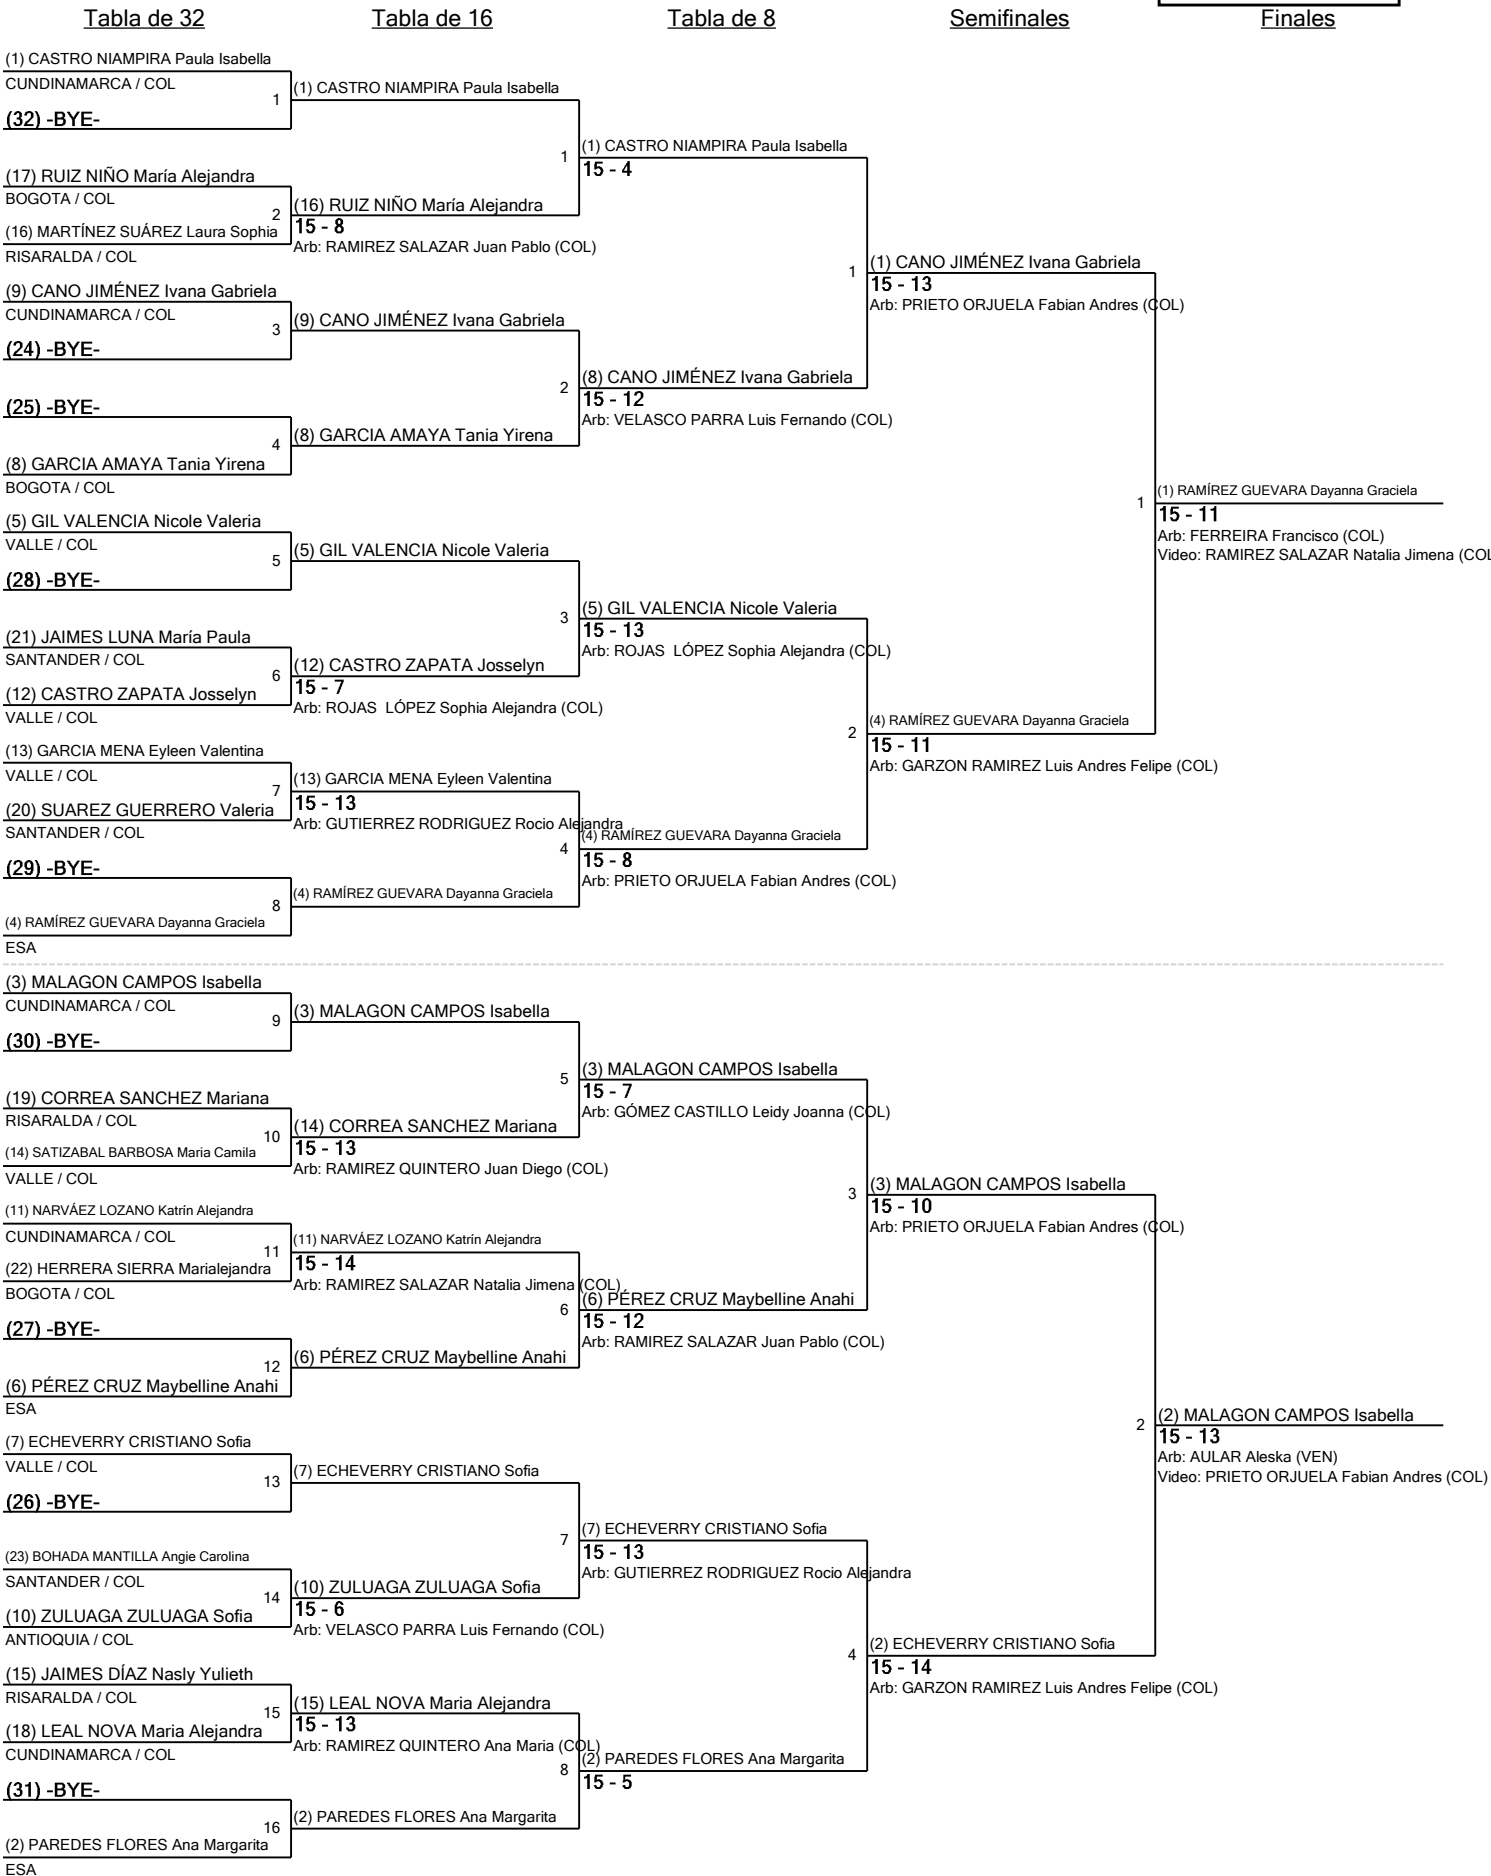 Tabla de 32
Tabla de 16
Tabla de 8
Semifinales
Finales
(1) CASTRO NIAMPIRA Paula Isabella
CUNDINAMARCA / COL
1
(32) -BYE-
(17) RUIZ NIÑO María Alejandra
BOGOTA / COL
2
(16) MARTÍNEZ SUÁREZ Laura Sophia
RISARALDA / COL
(9) CANO JIMÉNEZ Ivana Gabriela
CUNDINAMARCA / COL
3
(24) -BYE-
(25) -BYE-
4
(8) GARCIA AMAYA Tania Yirena
BOGOTA / COL
(5) GIL VALENCIA Nicole Valeria
VALLE / COL
5
(28) -BYE-
(21) JAIMES LUNA María Paula
SANTANDER / COL
6
(12) CASTRO ZAPATA Josselyn
VALLE / COL
(13) GARCIA MENA Eyleen Valentina
VALLE / COL
7
(20) SUAREZ GUERRERO Valeria
SANTANDER / COL
(29) -BYE-
8
(4) RAMÍREZ GUEVARA Dayanna Graciela
ESA
(3) MALAGON CAMPOS Isabella
CUNDINAMARCA / COL
9
(30) -BYE-
(19) CORREA SANCHEZ Mariana
RISARALDA / COL
10
(14) SATIZABAL BARBOSA Maria Camila
VALLE / COL
(11) NARVÁEZ LOZANO Katrín Alejandra
CUNDINAMARCA / COL
11
(22) HERRERA SIERRA Marialejandra
BOGOTA / COL
(27) -BYE-
12
(6) PÉREZ CRUZ Maybelline Anahi
ESA
(7) ECHEVERRY CRISTIANO Sofia
VALLE / COL
13
(26) -BYE-
(23) BOHADA MANTILLA Angie Carolina
SANTANDER / COL
14
(10) ZULUAGA ZULUAGA Sofia
ANTIOQUIA / COL
(15) JAIMES DÍAZ Nasly Yulieth
RISARALDA / COL
15
(18) LEAL NOVA Maria Alejandra
CUNDINAMARCA / COL
(31) -BYE-
16
(2) PAREDES FLORES Ana Margarita
ESA
(1) CASTRO NIAMPIRA Paula Isabella
1
(16) RUIZ NIÑO María Alejandra
15 - 8
Arb: RAMIREZ SALAZAR Juan Pablo (COL)
(9) CANO JIMÉNEZ Ivana Gabriela
2
(8) GARCIA AMAYA Tania Yirena
(5) GIL VALENCIA Nicole Valeria
3
(12) CASTRO ZAPATA Josselyn
15 - 7
Arb: ROJAS LÓPEZ Sophia Alejandra (COL)
(13) GARCIA MENA Eyleen Valentina
15 - 13
Arb: GUTIERREZ RODRIGUEZ Rocio Alejandra
4
(4) RAMÍREZ GUEVARA Dayanna Graciela
(3) MALAGON CAMPOS Isabella
5
(14) CORREA SANCHEZ Mariana
15 - 13
Arb: RAMIREZ QUINTERO Juan Diego (COL)
(11) NARVÁEZ LOZANO Katrín Alejandra
15 - 14
Arb: RAMIREZ SALAZAR Natalia Jimena (COL)
6
(6) PÉREZ CRUZ Maybelline Anahi
(7) ECHEVERRY CRISTIANO Sofia
7
(10) ZULUAGA ZULUAGA Sofia
15 - 6
Arb: VELASCO PARRA Luis Fernando (COL)
(15) LEAL NOVA Maria Alejandra
15 - 13
Arb: RAMIREZ QUINTERO Ana Maria (COL)
8
(2) PAREDES FLORES Ana Margarita
(1) CASTRO NIAMPIRA Paula Isabella
15 - 4
1
(8) CANO JIMÉNEZ Ivana Gabriela
15 - 12
Arb: VELASCO PARRA Luis Fernando (COL)
(5) GIL VALENCIA Nicole Valeria
15 - 13
Arb: ROJAS LÓPEZ Sophia Alejandra (COL)
2
(4) RAMÍREZ GUEVARA Dayanna Graciela
15 - 8
Arb: PRIETO ORJUELA Fabian Andres (COL)
(3) MALAGON CAMPOS Isabella
15 - 7
Arb: GÓMEZ CASTILLO Leidy Joanna (COL)
3
(6) PÉREZ CRUZ Maybelline Anahi
15 - 12
Arb: RAMIREZ SALAZAR Juan Pablo (COL)
(7) ECHEVERRY CRISTIANO Sofia
15 - 13
Arb: GUTIERREZ RODRIGUEZ Rocio Alejandra
4
(2) PAREDES FLORES Ana Margarita
15 - 5
(1) CANO JIMÉNEZ Ivana Gabriela
15 - 13
Arb: PRIETO ORJUELA Fabian Andres (COL)
1
(4) RAMÍREZ GUEVARA Dayanna Graciela
15 - 11
Arb: GARZON RAMIREZ Luis Andres Felipe (COL)
(3) MALAGON CAMPOS Isabella
15 - 10
Arb: PRIETO ORJUELA Fabian Andres (COL)
2
(2) ECHEVERRY CRISTIANO Sofia
15 - 14
Arb: GARZON RAMIREZ Luis Andres Felipe (COL)
(1) RAMÍREZ GUEVARA Dayanna Graciela
15 - 11
Arb: FERREIRA Francisco (COL)
Video: RAMIREZ SALAZAR Natalia Jimena (COL
(2) MALAGON CAMPOS Isabella
15 - 13
Arb: AULAR Aleska (VEN)
Video: PRIETO ORJUELA Fabian Andres (COL)